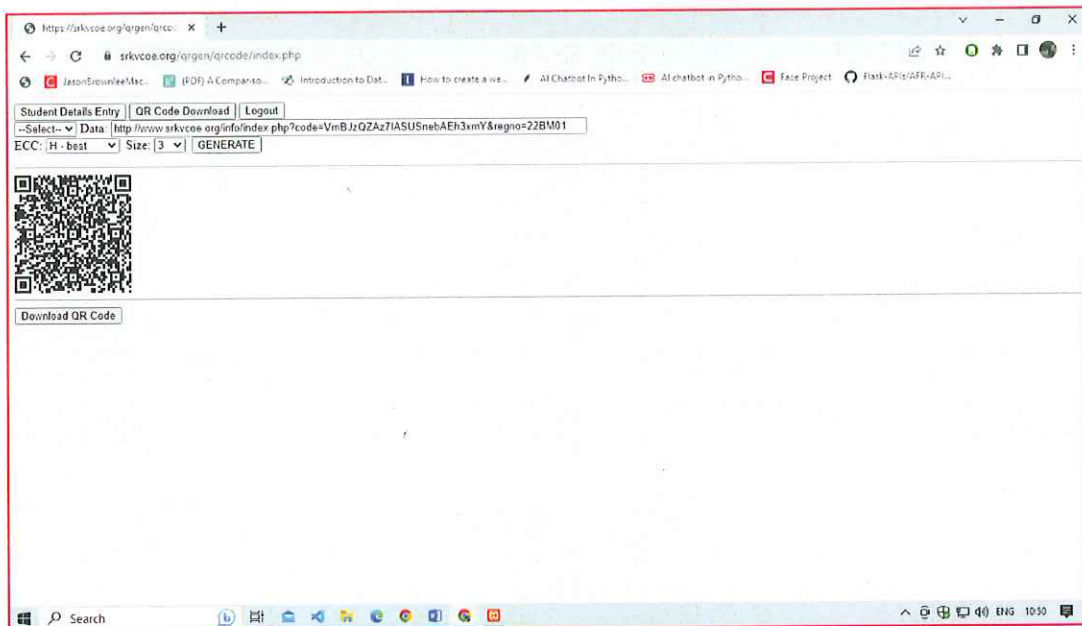 https://srkvcoe.org/qrgen/qrco
srkvcoe.org/qrgen/qrcode/index.php
JasonBrownleeMac...
(PDF) A Compariso...
Introduction to Dat...
How to create a we...
AI Chatbot In Pytho...
AI chatbot in Pytho...
Face Project
Flask-APIs/AFR-API...
Student Details Entry QR Code Download Logout
--Select-- Data: http://www.srkvcoe.org/info/index.php?code=VmBJzQZAz7IASUSnebAEh3xmY&regno=22BM01
ECC: H - best Size: 3 GENERATE
Download QR Code
Search
ENG 10:50